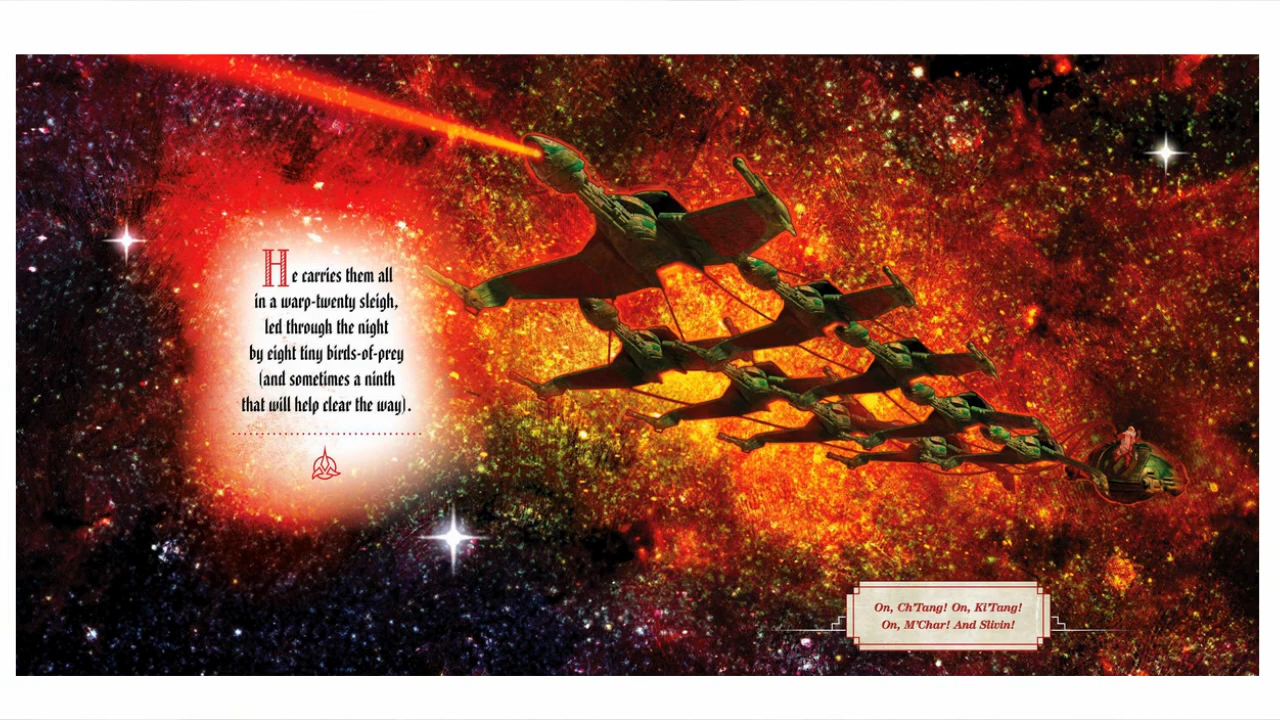 He carries them all
in a warp-twenty sleigh,
led through the night
by eight tiny birds-of-prey
(and sometimes a ninth
that will help clear the way).
On, Ch'Tang! On, Ki'Tang!
On, M'Char! And Slivin!